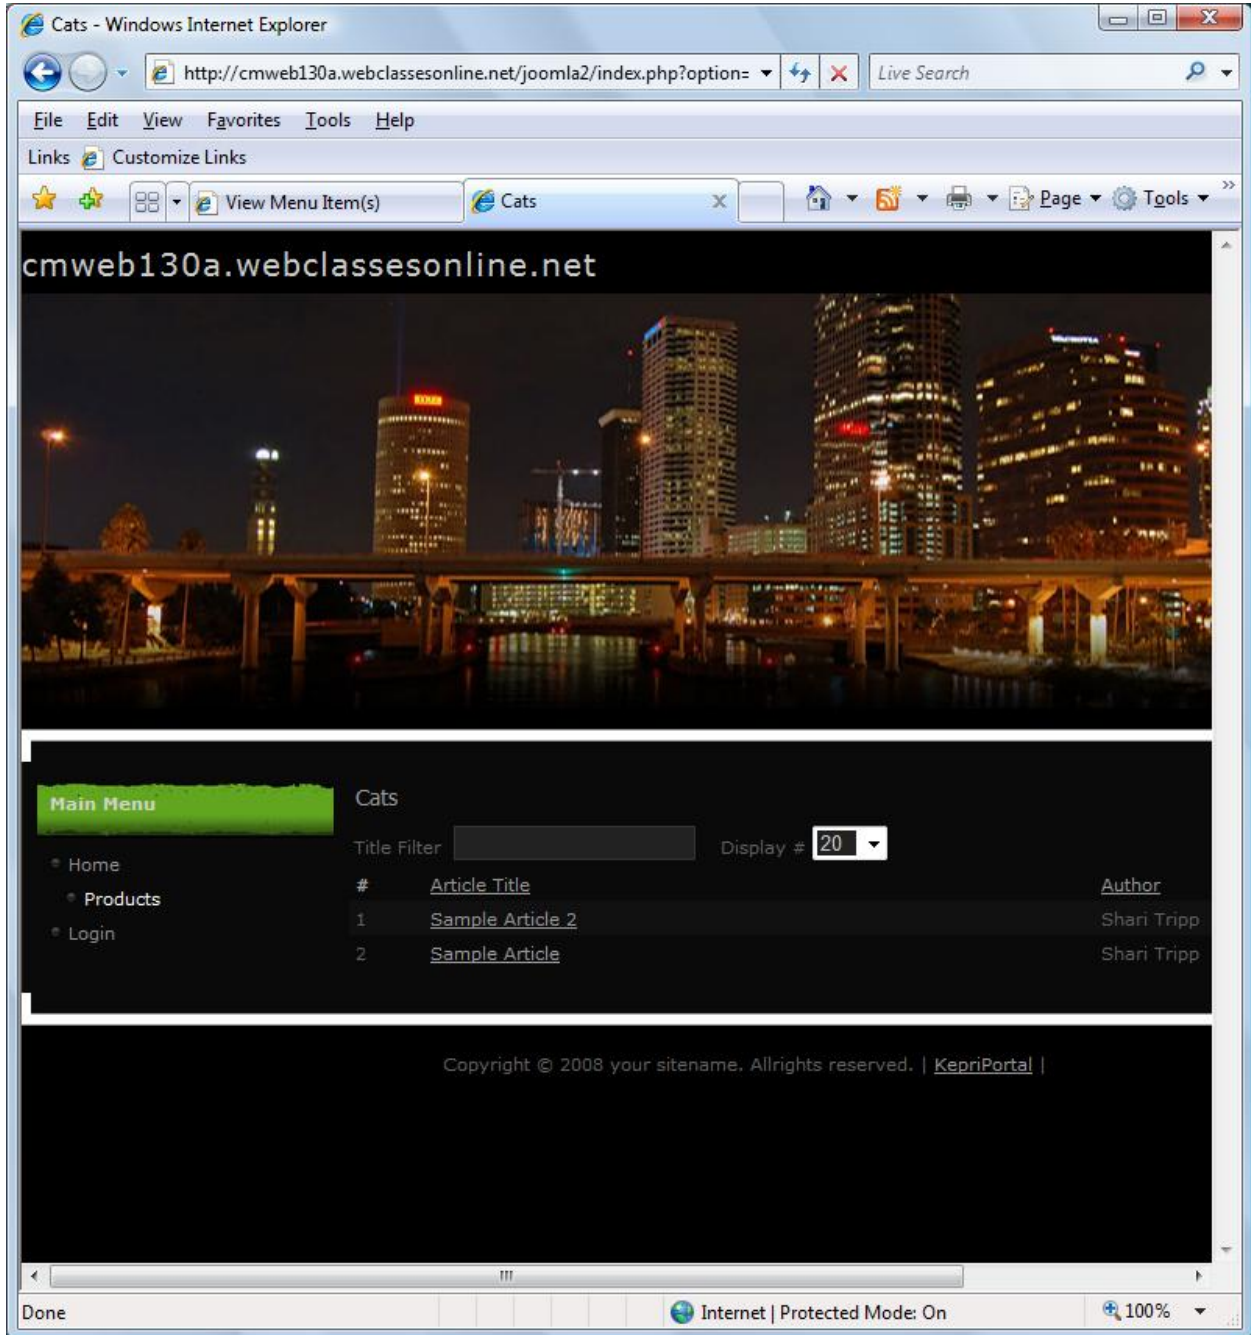 Cats - Windows Internet Explorer
http://cmweb130a.webclassesonline.net/joomla2/index.php?option= Live Search
File Edit View Favorites Tools Help
Links Customize Links
View Menu Item(s) Cats Page Tools
cmweb130a.webclassesonline.net
Main Menu
Home
Products
Login
Cats
Title Filter Display # 20
# Article Title Author
1 Sample Article 2 Shari Tripp
2 Sample Article Shari Tripp
Copyright © 2008 your sitename. Allrights reserved. | KepriPortal |
Done Internet | Protected Mode: On 100%